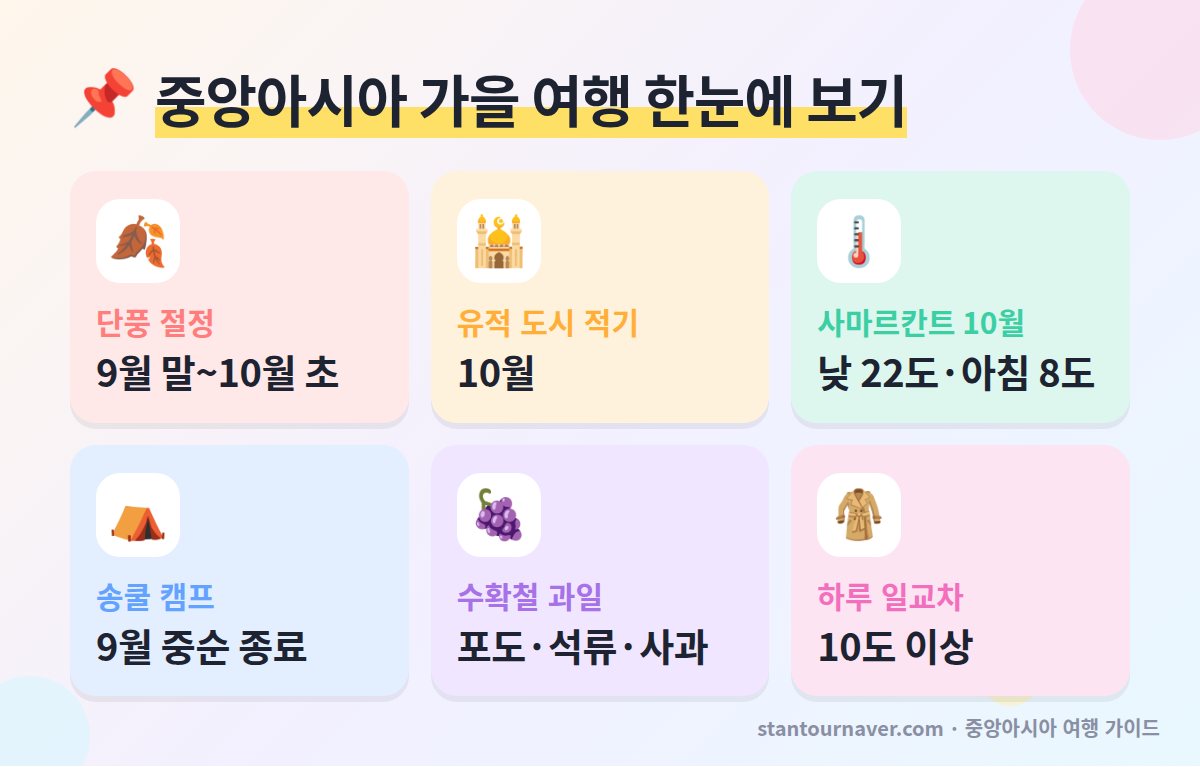 중앙아시아 가을 여행 한눈에 보기
단풍 절정
9월 말~10월 초
유적 도시 적기
10월
사마르칸트 10월
낮 22도·아침 8도
송쿨 캠프
9월 중순 종료
수확철 과일
포도·석류·사과
하루 일교차
10도 이상
stantournaver.com · 중앙아시아 여행 가이드